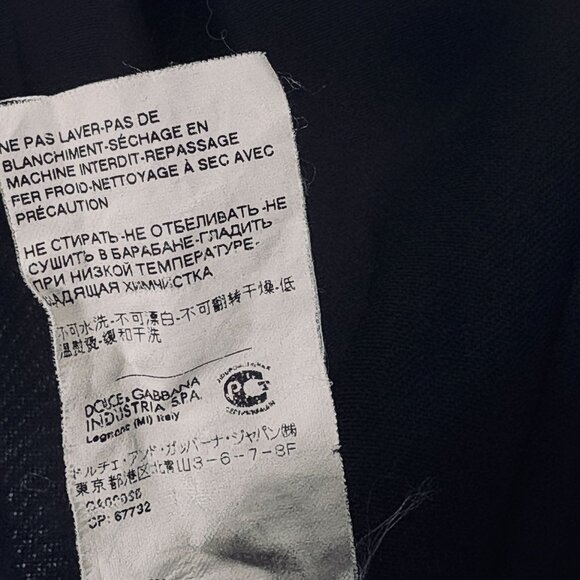 NE PAS LAVER-PAS DE
BLANCHIMENT-SÉCHAGE EN
MACHINE INTERDIT-REPASSAGE
FER FROID-NETTOYAGE À SEC AVEC
PRÉCAUTION
НЕ СТИРАТЬ-НЕ ОТБЕЛИВАТЬ-НЕ
СУШИТЬ В БАРАБАНЕ-ГЛАДИТЬ
ПРИ НИЗКОЙ ТЕМПЕРАТУРЕ-
ЩАДЯЩАЯ ХИМЧИСТКА
不可水洗-不可漂白-不可翻转干燥-低
温熨烫-缓和干洗
DOLCE & GABBANA
INDUSTRIA S.P.A.
Legnano (MI) Italy
ドルチェ・アンド・ガッバーナ・ジャパン㈱
東京都港区北青山3-6-7-8F
CP: 67732